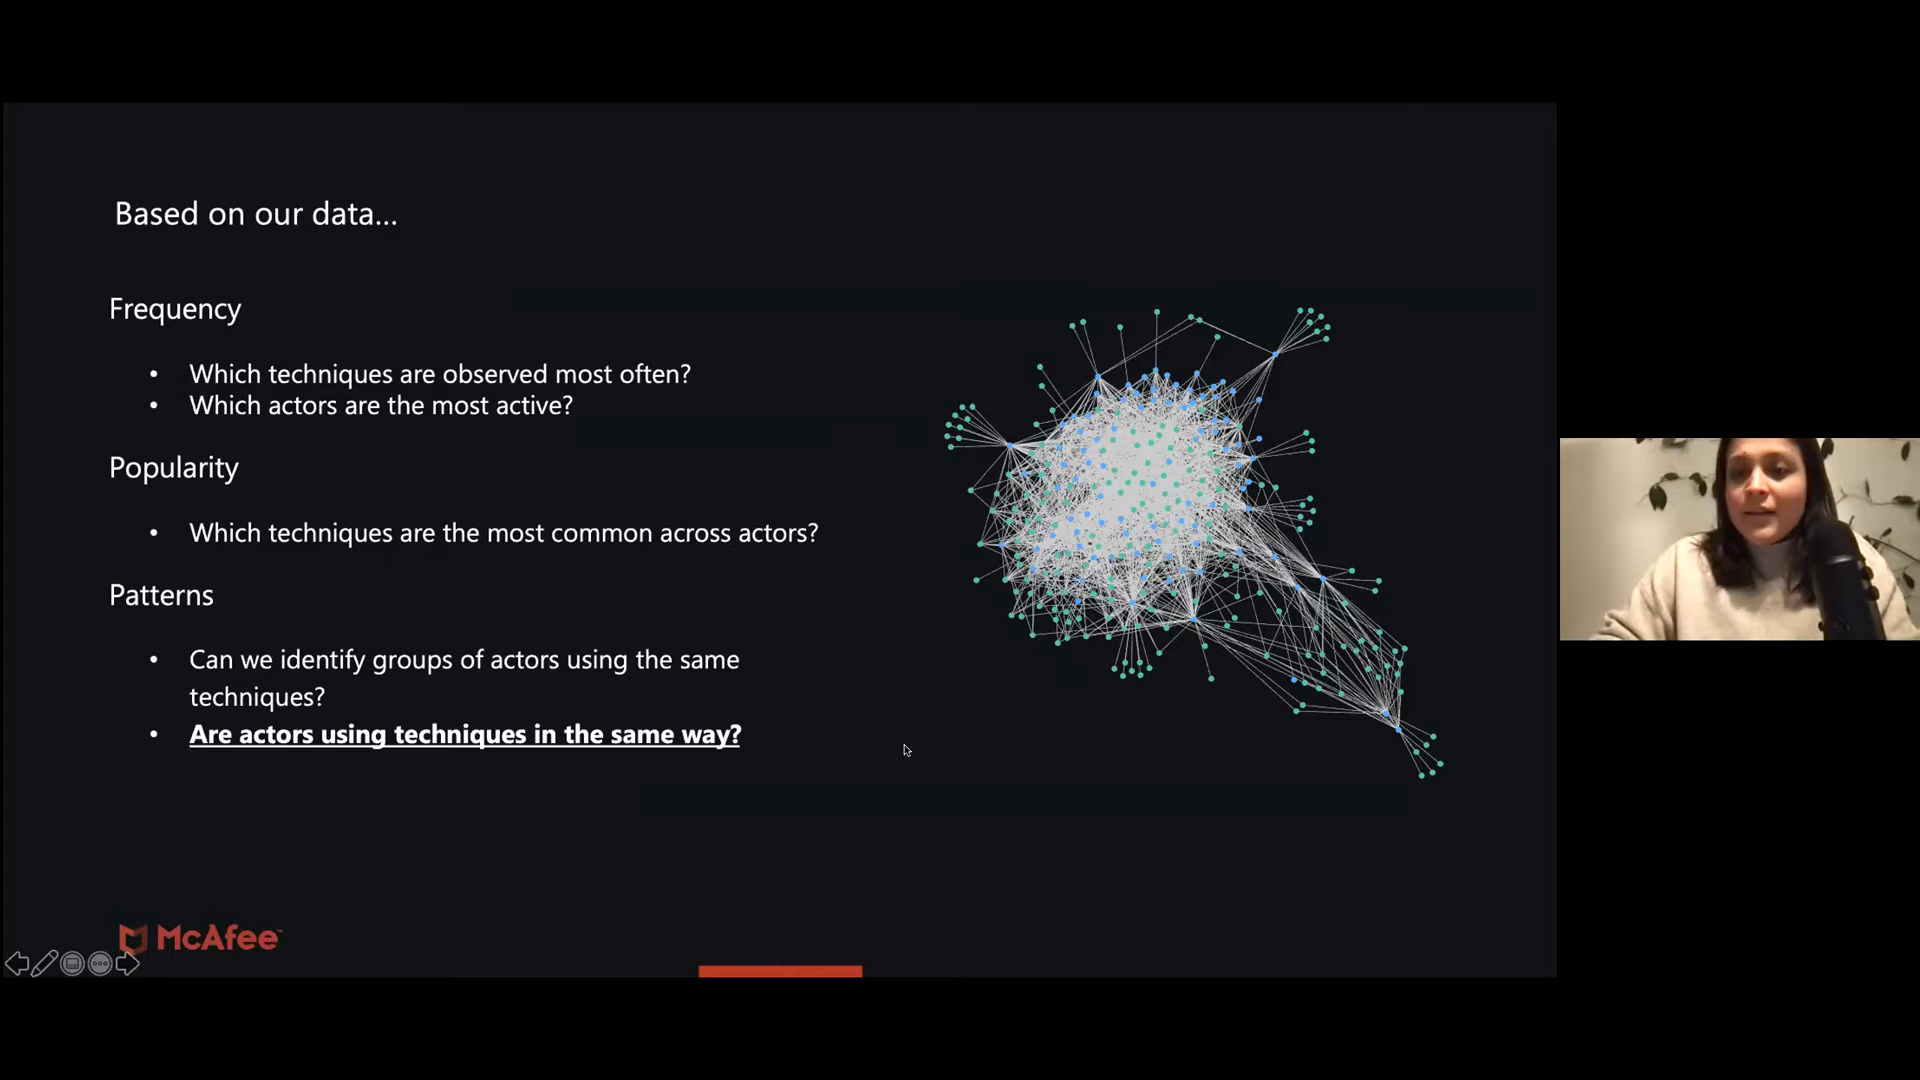 Based on our data...
Frequency
• Which techniques are observed most often?
• Which actors are the most active?
Popularity
• Which techniques are the most common across actors?
Patterns
• Can we identify groups of actors using the same
techniques?
• Are actors using techniques in the same way?
McAfee™